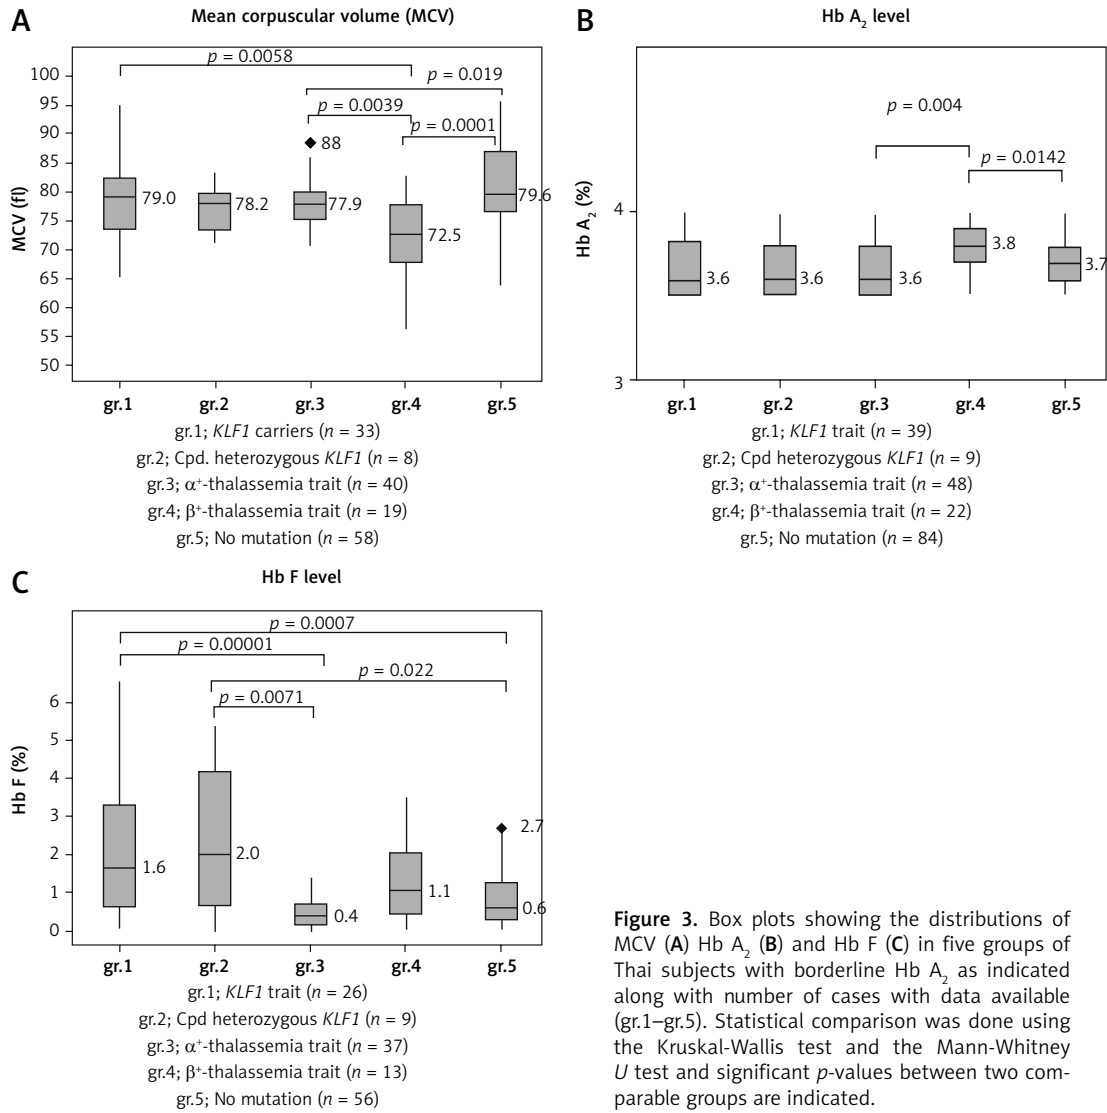 A
Mean corpuscular volume (MCV)
MCV (fl)
100
95
90
85
80
75
70
65
60
55
50
p = 0.0058
p = 0.019
p = 0.0039
p = 0.0001
88
79.0
78.2
77.9
72.5
79.6
gr.1 gr.2 gr.3 gr.4 gr.5
gr.1; KLF1 carriers (n = 33)
gr.2; Cpd. heterozygous KLF1 (n = 8)
gr.3; α⁺-thalassemia trait (n = 40)
gr.4; β⁺-thalassemia trait (n = 19)
gr.5; No mutation (n = 58)
B
Hb A₂ level
Hb A₂ (%)
4
3
p = 0.004
p = 0.0142
3.6
3.6
3.6
3.8
3.7
gr.1 gr.2 gr.3 gr.4 gr.5
gr.1; KLF1 trait (n = 39)
gr.2; Cpd heterozygous KLF1 (n = 9)
gr.3; α⁺-thalassemia trait (n = 48)
gr.4; β⁺-thalassemia trait (n = 22)
gr.5; No mutation (n = 84)
C
Hb F level
Hb F (%)
6
5
4
3
2
1
0
p = 0.0007
p = 0.00001
p = 0.022
p = 0.0071
1.6
2.0
0.4
1.1
2.7
0.6
gr.1 gr.2 gr.3 gr.4 gr.5
gr.1; KLF1 trait (n = 26)
gr.2; Cpd heterozygous KLF1 (n = 9)
gr.3; α⁺-thalassemia trait (n = 37)
gr.4; β⁺-thalassemia trait (n = 13)
gr.5; No mutation (n = 56)
Figure 3. Box plots showing the distributions of
MCV (A) Hb A₂ (B) and Hb F (C) in five groups of
Thai subjects with borderline Hb A₂ as indicated
along with number of cases with data available
(gr.1–gr.5). Statistical comparison was done using
the Kruskal-Wallis test and the Mann-Whitney
U test and significant p-values between two com-
parable groups are indicated.